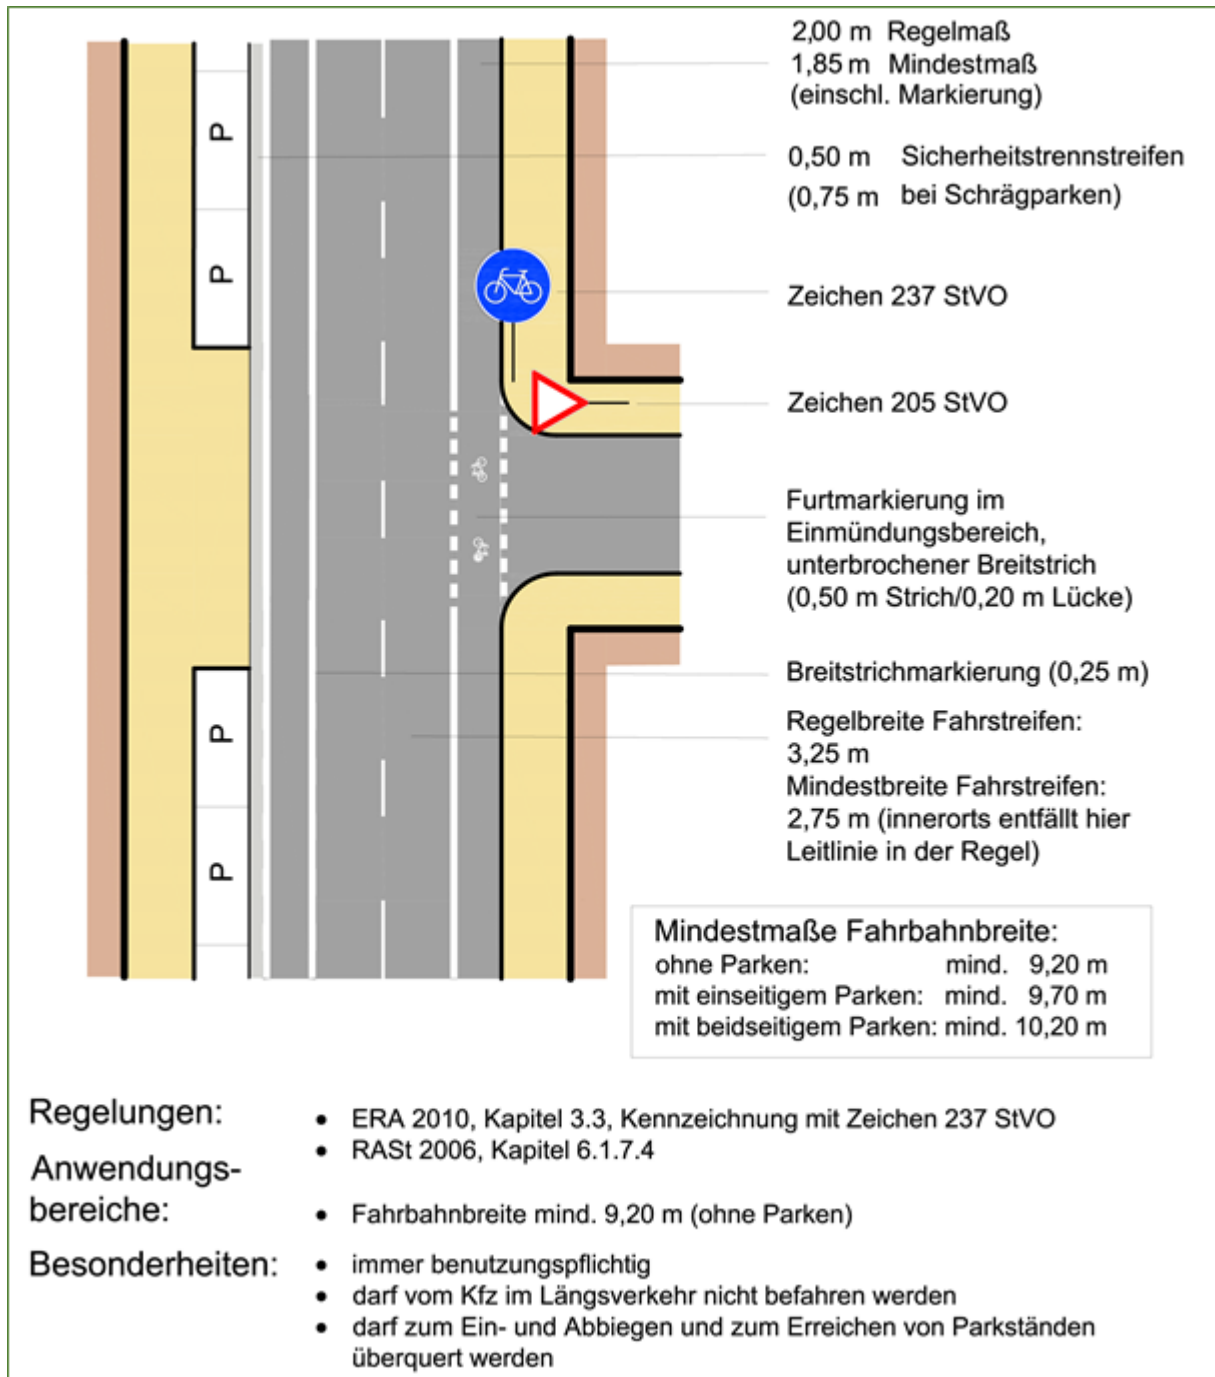 2,00 m Regelmaß
1,85 m Mindestmaß
(einschl. Markierung)
0,50 m Sicherheitstrennstreifen
(0,75 m bei Schrägparken)
P
P
Zeichen 237 StVO
Zeichen 205 StVO
Furtmarkierung im
Einmündungsbereich,
unterbrochener Breitstrich
(0,50 m Strich/0,20 m Lücke)
Breitstrichmarkierung (0,25 m)
P
P
Regelbreite Fahrstreifen:
3,25 m
Mindestbreite Fahrstreifen:
2,75 m (innerorts entfällt hier
Leitlinie in der Regel)
Mindestmaße Fahrbahnbreite:
ohne Parken: mind. 9,20 m
mit einseitigem Parken: mind. 9,70 m
mit beidseitigem Parken: mind. 10,20 m
Regelungen:
• ERA 2010, Kapitel 3.3, Kennzeichnung mit Zeichen 237 StVO
• RASt 2006, Kapitel 6.1.7.4
Anwendungs-
bereiche:
• Fahrbahnbreite mind. 9,20 m (ohne Parken)
Besonderheiten:
• immer benutzungspflichtig
• darf vom Kfz im Längsverkehr nicht befahren werden
• darf zum Ein- und Abbiegen und zum Erreichen von Parkständen
überquert werden